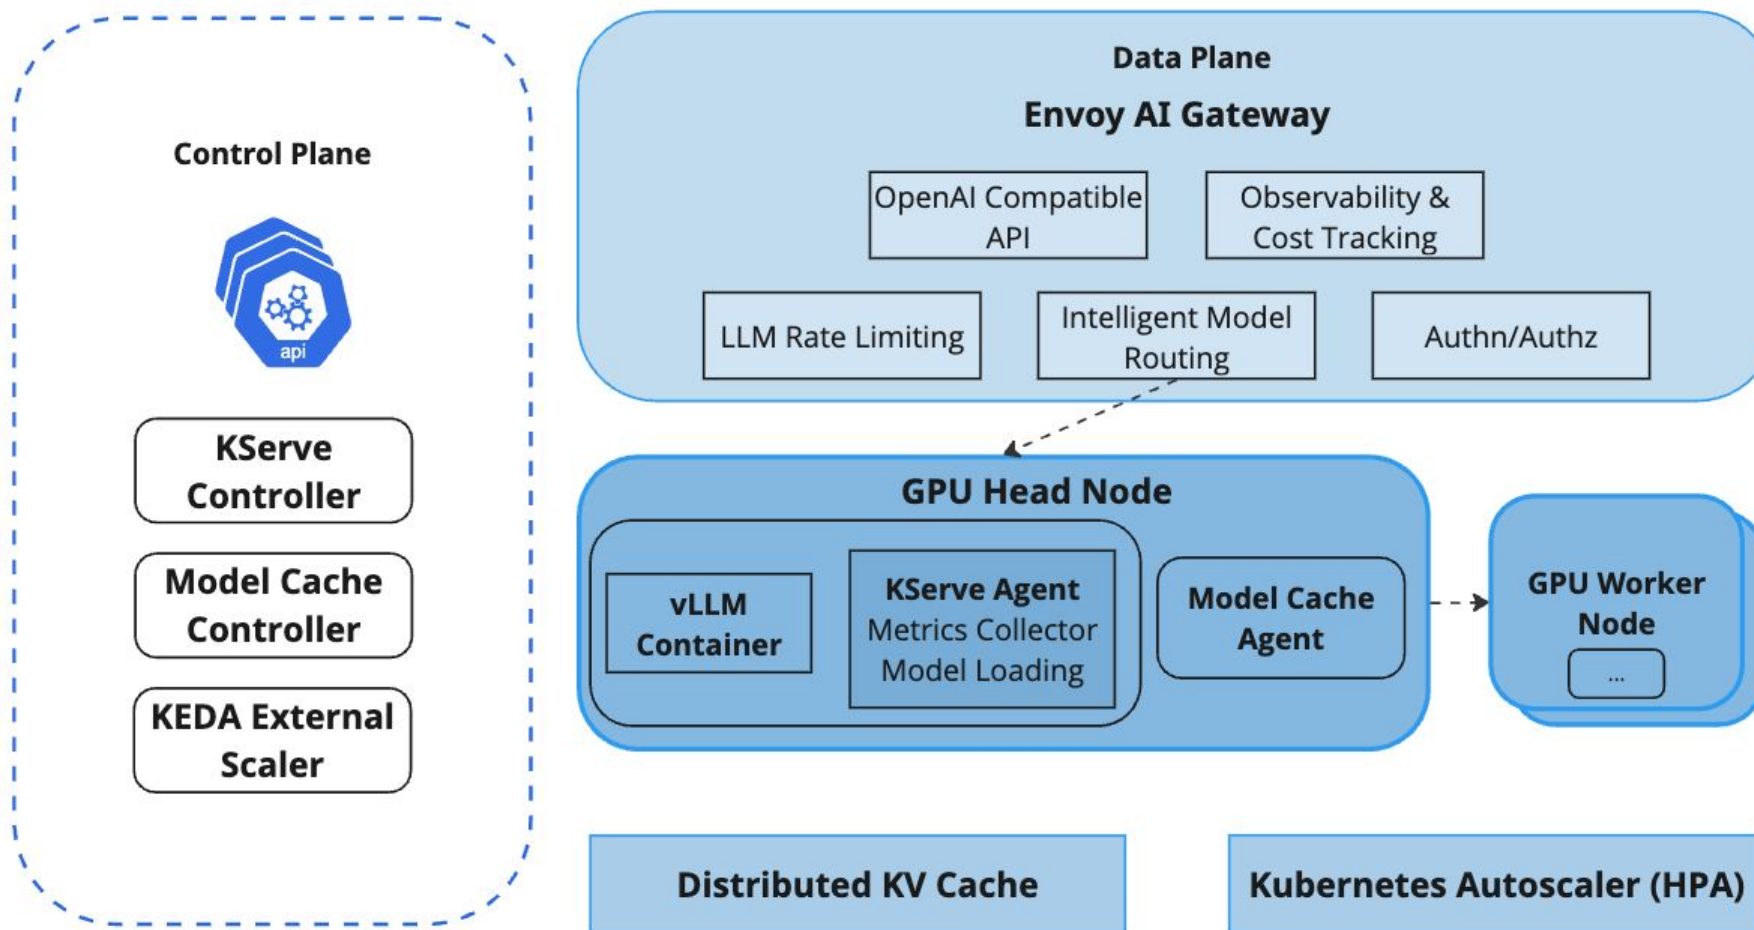 Control Plane
api
KServe
Controller
Model Cache
Controller
KEDA External
Scaler
Data Plane
Envoy AI Gateway
OpenAI Compatible
API
Observability &
Cost Tracking
LLM Rate Limiting
Intelligent Model
Routing
Authn/Authz
GPU Head Node
vLLM
Container
KServe Agent
Metrics Collector
Model Loading
Model Cache
Agent
GPU Worker
Node
...
Distributed KV Cache
Kubernetes Autoscaler (HPA)